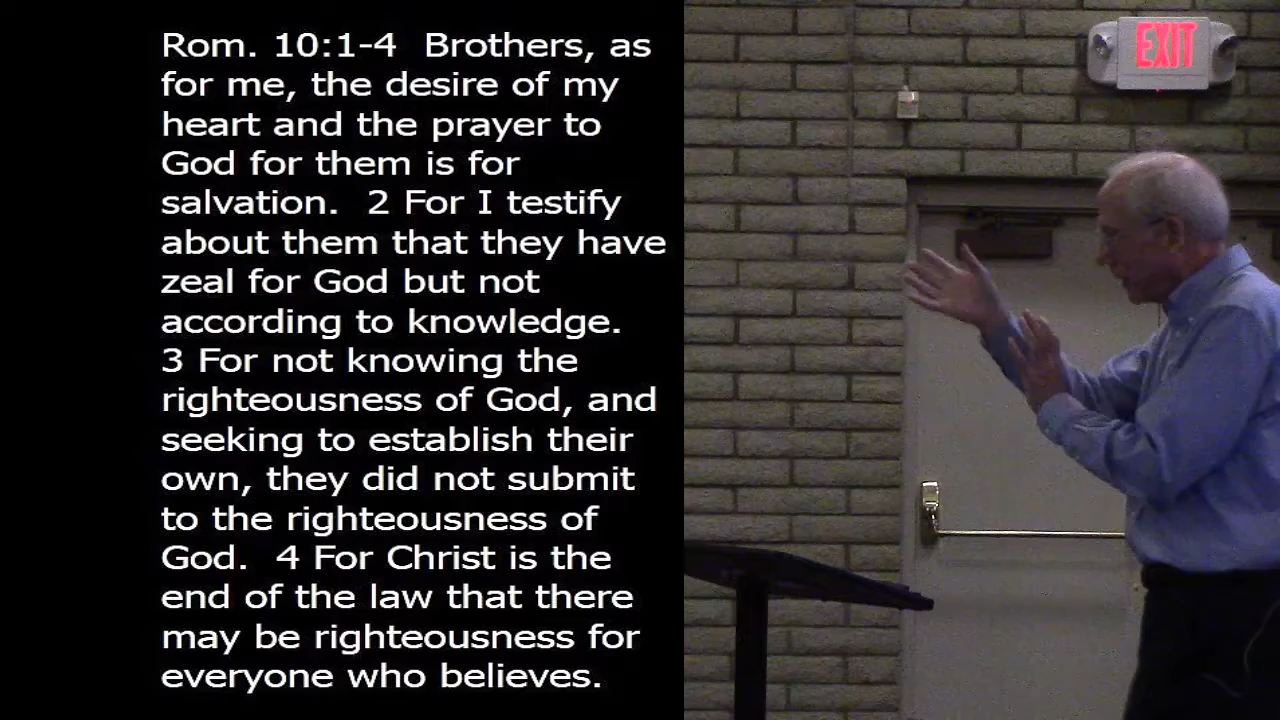 Rom. 10:1-4 Brothers, as
for me, the desire of my
heart and the prayer to
God for them is for
salvation. 2 For I testify
about them that they have
zeal for God but not
according to knowledge.
3 For not knowing the
righteousness of God, and
seeking to establish their
own, they did not submit
to the righteousness of
God. 4 For Christ is the
end of the law that there
may be righteousness for
everyone who believes.
EXIT